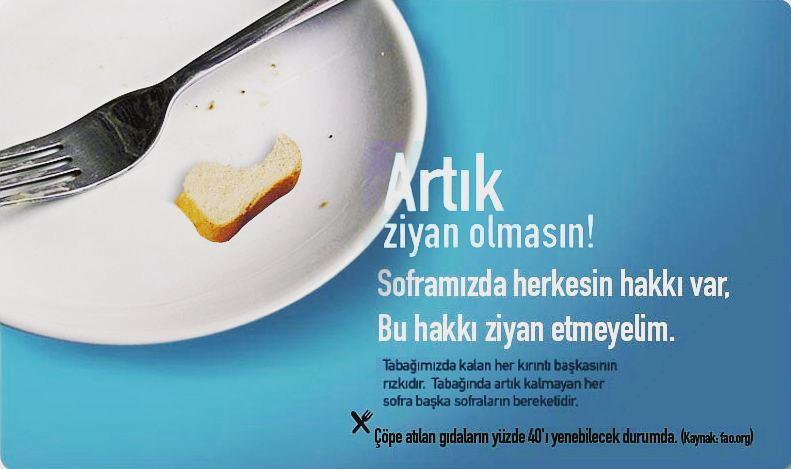 Artık
ziyan olmasın!
Soframızda herkesin hakkı var,
Bu hakkı ziyan etmeyelim.
Tabağımızda kalan her kırıntı başkasının
rızkıdır. Tabağında artık kalmayan her
sofra başka sofraların bereketidir.
Çöpe atılan gıdaların yüzde 40'ı yenebilecek durumda. (Kaynak: fao.org)